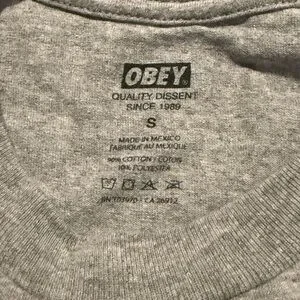 OBEY
QUALITY DISSENT
SINCE 1989
S
MADE IN MEXICO
FABRIQUE AU MEXIQUE
90% COTTON / COTON
10% POLYESTER